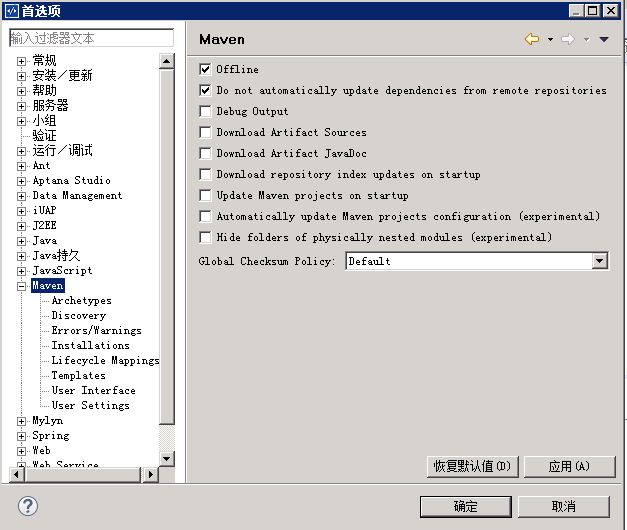 首选项
输入过滤器文本
常规
安装/更新
帮助
服务器
小组
验证
运行/调试
Ant
Aptana Studio
Data Management
iUAP
J2EE
Java
Java持久
JavaScript
Maven
Archetypes
Discovery
Errors/Warnings
Installations
Lifecycle Mappings
Templates
User Interface
User Settings
Mylyn
Spring
Web
Web Service
Maven
Offline
Do not automatically update dependencies from remote repositories
Debug Output
Download Artifact Sources
Download Artifact JavaDoc
Download repository index updates on startup
Update Maven projects on startup
Automatically update Maven projects configuration (experimental)
Hide folders of physically nested modules (experimental)
Global Checksum Policy: Default
恢复默认值(D) 应用(A)
确定 取消